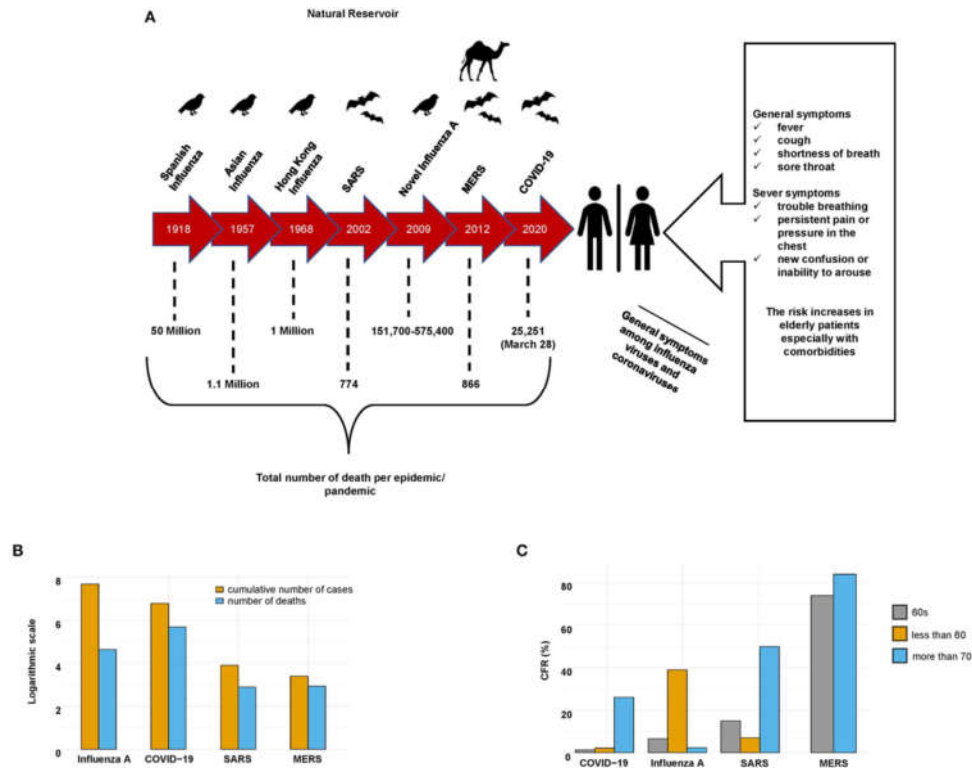 A
Natural Reservoir
Spanish
Influenza
Asian
Influenza
Hong Kong
Influenza
SARS
Novel Influenza A
MERS
COVID-19
1918
1957
1968
2002
2009
2012
2020
50 Million
1 Million
151,700-575,400
25,251
(March 28)
1.1 Million
774
866
Total number of death per epidemic/
pandemic
General symptoms
among influenza
viruses and
coronaviruses
General symptoms
✓ fever
✓ cough
✓ shortness of breath
✓ sore throat
Sever symptoms
✓ trouble breathing
✓ persistent pain or
pressure in the
chest
✓ new confusion or
inability to arouse
The risk increases in
elderly patients
especially with
comorbidities
B
Logarithmic scale
8
6
4
2
0
cumulative number of cases
number of deaths
Influenza A
COVID-19
SARS
MERS
C
CFR (%)
80
60
40
20
0
COVID-19
Influenza A
SARS
MERS
60s
less than 60
more than 70